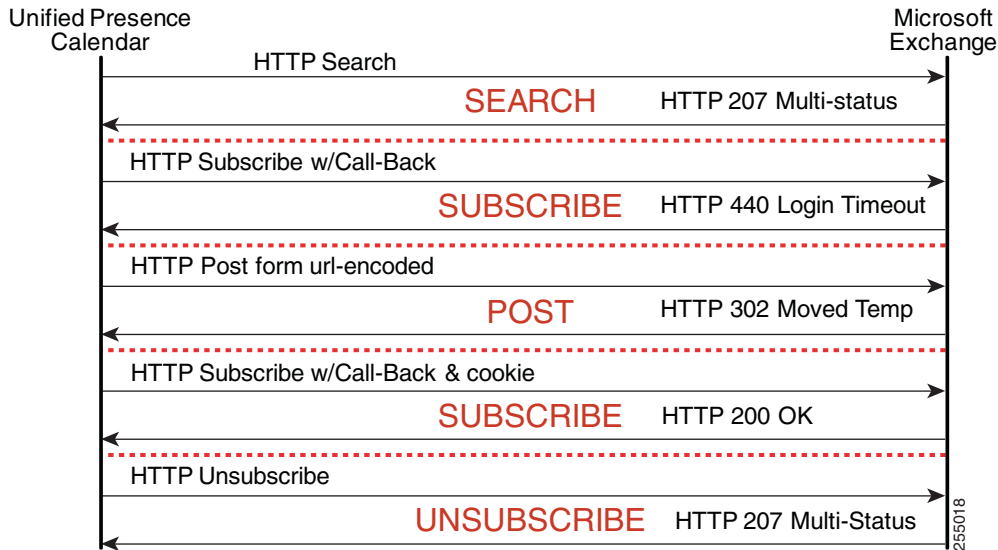 Unified Presence
Calendar
Microsoft
Exchange
HTTP Search
SEARCH
HTTP 207 Multi-status
HTTP Subscribe w/Call-Back
SUBSCRIBE
HTTP 440 Login Timeout
HTTP Post form url-encoded
POST
HTTP 302 Moved Temp
HTTP Subscribe w/Call-Back & cookie
SUBSCRIBE
HTTP 200 OK
HTTP Unsubscribe
UNSUBSCRIBE
HTTP 207 Multi-Status
255018